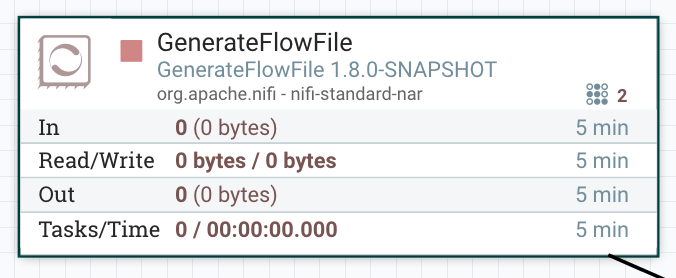 GenerateFlowFile
GenerateFlowFile 1.8.0-SNAPSHOT
org.apache.nifi - nifi-standard-nar
2
In 0 (0 bytes) 5 min
Read/Write 0 bytes / 0 bytes 5 min
Out 0 (0 bytes) 5 min
Tasks/Time 0 / 00:00:00.000 5 min